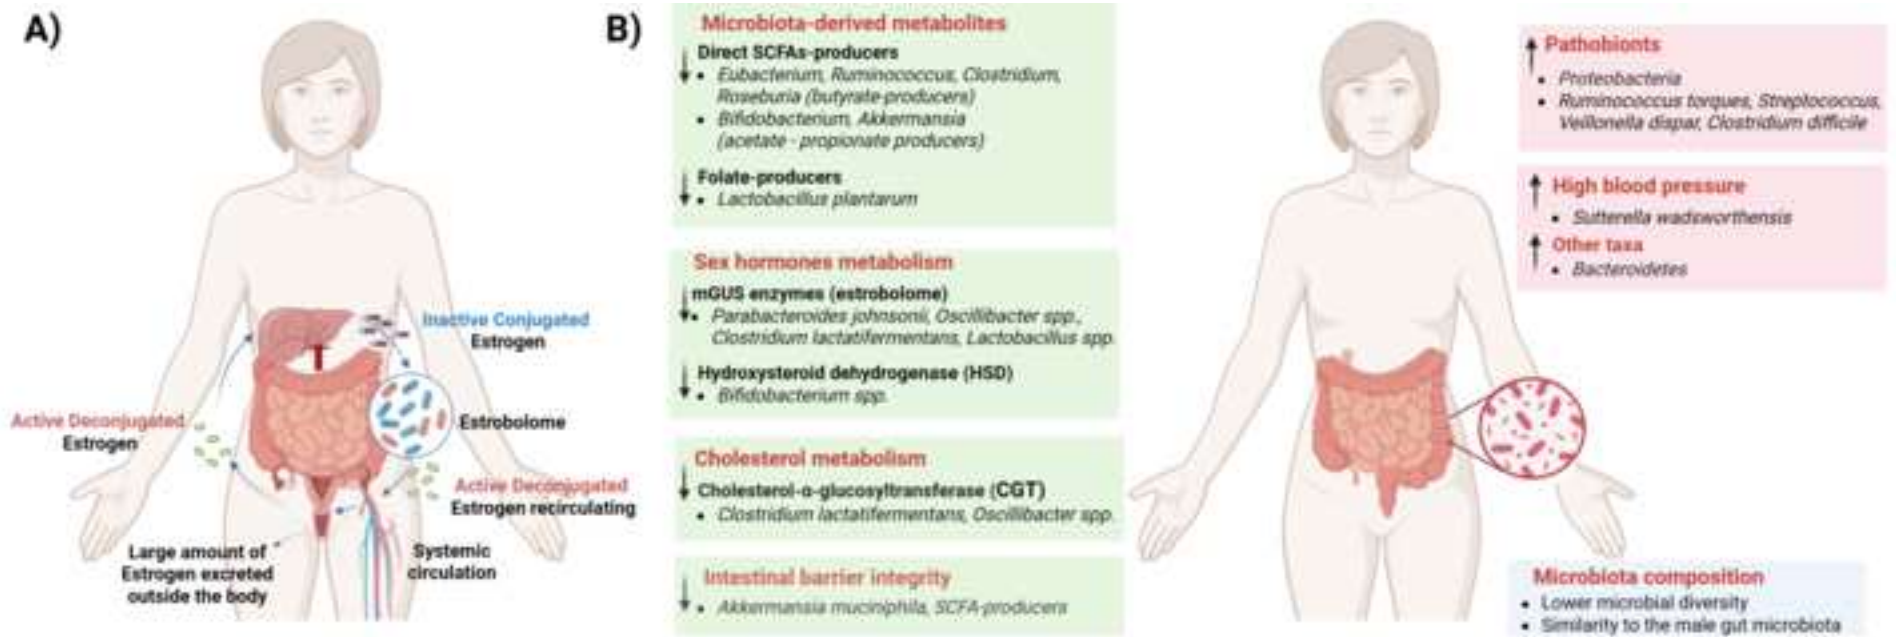 A)
Inactive Conjugated
Estrogen
Active Deconjugated
Estrogen
Estrobolome
Active Deconjugated
Estrogen recirculating
Large amount of
Estrogen excreted
outside the body
Systemic
circulation
B)
Microbiota-derived metabolites
↓ Direct SCFAs-producers
• Eubacterium, Ruminococcus, Clostridium,
Roseburia (butyrate-producers)
• Bifidobacterium, Akkermansia
(acetate - propionate producers)
↓ Folate-producers
• Lactobacillus plantarum
Sex hormones metabolism
↓ mGUS enzymes (estrobolome)
• Parabacteroides johnsonii, Oscillibacter spp.,
Clostridium lactatifermentans, Lactobacillus spp.
↓ Hydroxysteroid dehydrogenase (HSD)
• Bifidobacterium spp.
Cholesterol metabolism
↓ Cholesterol-α-glucosyltransferase (CGT)
• Clostridium lactatifermentans, Oscillibacter spp.
Intestinal barrier integrity
↓ • Akkermansia muciniphila, SCFA-producers
↑ Pathobionts
• Proteobacteria
• Ruminococcus torques, Streptococcus,
Veillonella dispar, Clostridium difficile
↑ High blood pressure
• Sutterella wadsworthensis
↑ Other taxa
• Bacteroidetes
Microbiota composition
• Lower microbial diversity
• Similarity to the male gut microbiota